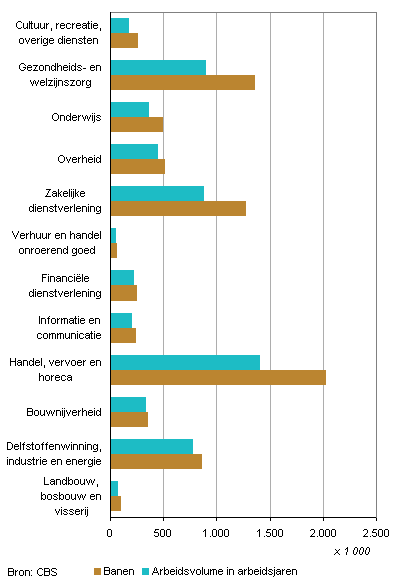 Cultuur, recreatie,
overige diensten
Gezondheids- en
welzijnszorg
Onderwijs
Overheid
Zakelijke
dienstverlening
Verhuur en handel
onroerend goed
Financiële
dienstverlening
Informatie en
communicatie
Handel, vervoer en
horeca
Bouwnijverheid
Delfstoffenwinning,
industrie en energie
Landbouw,
bosbouw en
visserij
0 500 1.000 1.500 2.000 2.500
x 1 000
Bron: CBS Banen Arbeidsvolume in arbeidsjaren